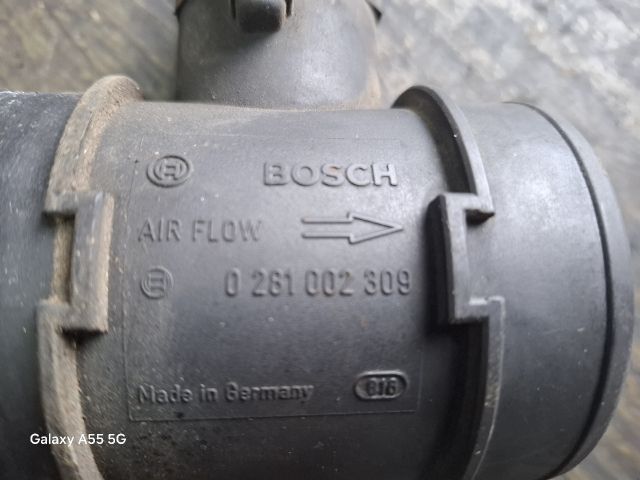 BOSCH
AIR FLOW
0 281 002 309
Made in Germany 816
Galaxy A55 5G